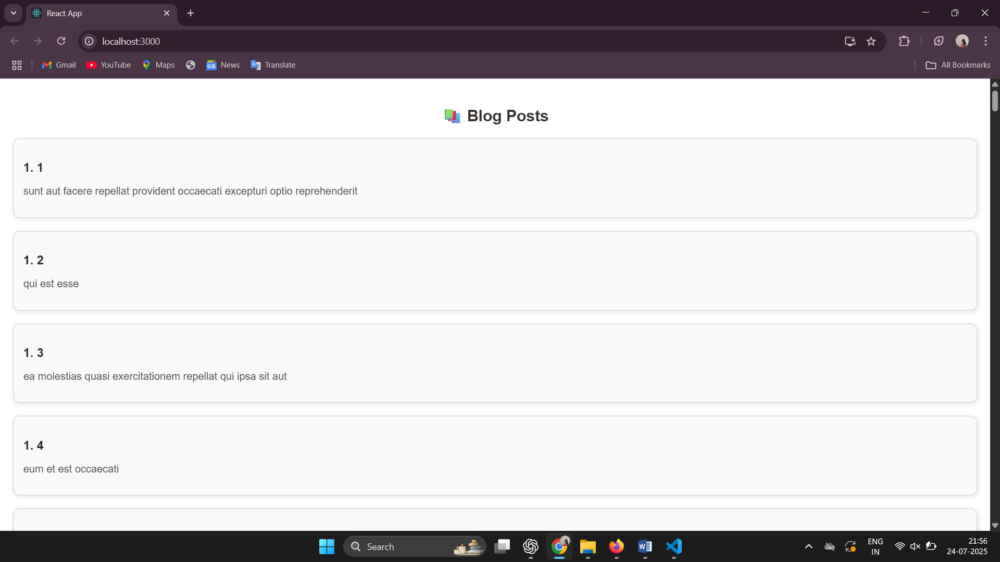 React App
localhost:3000
Gmail
YouTube
Maps
News
Translate
All Bookmarks
📚 Blog Posts
1. 1
sunt aut facere repellat provident occaecati excepturi optio reprehenderit
1. 2
qui est esse
1. 3
ea molestias quasi exercitationem repellat qui ipsa sit aut
1. 4
eum et est occaecati
Search
ENG
IN
21:56
24-07-2025